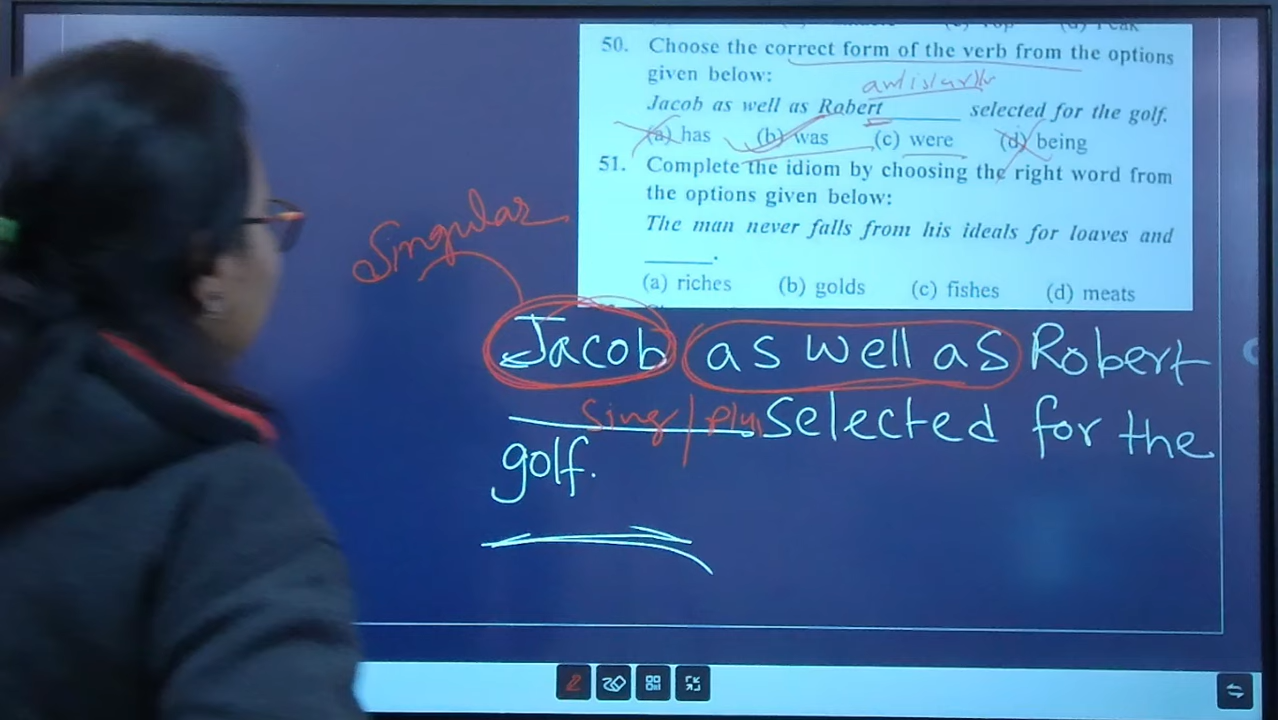 50. Choose the correct form of the verb from the options
given below:
Jacob as well as Robert ______ selected for the golf.
(a) has (b) was (c) were (d) being
51. Complete the idiom by choosing the right word from
the options given below:
The man never falls from his ideals for loaves and
______.
(a) riches (b) golds (c) fishes (d) meats
Singular
Jacob as well as Robert
Sing/Plu selected for the
golf.